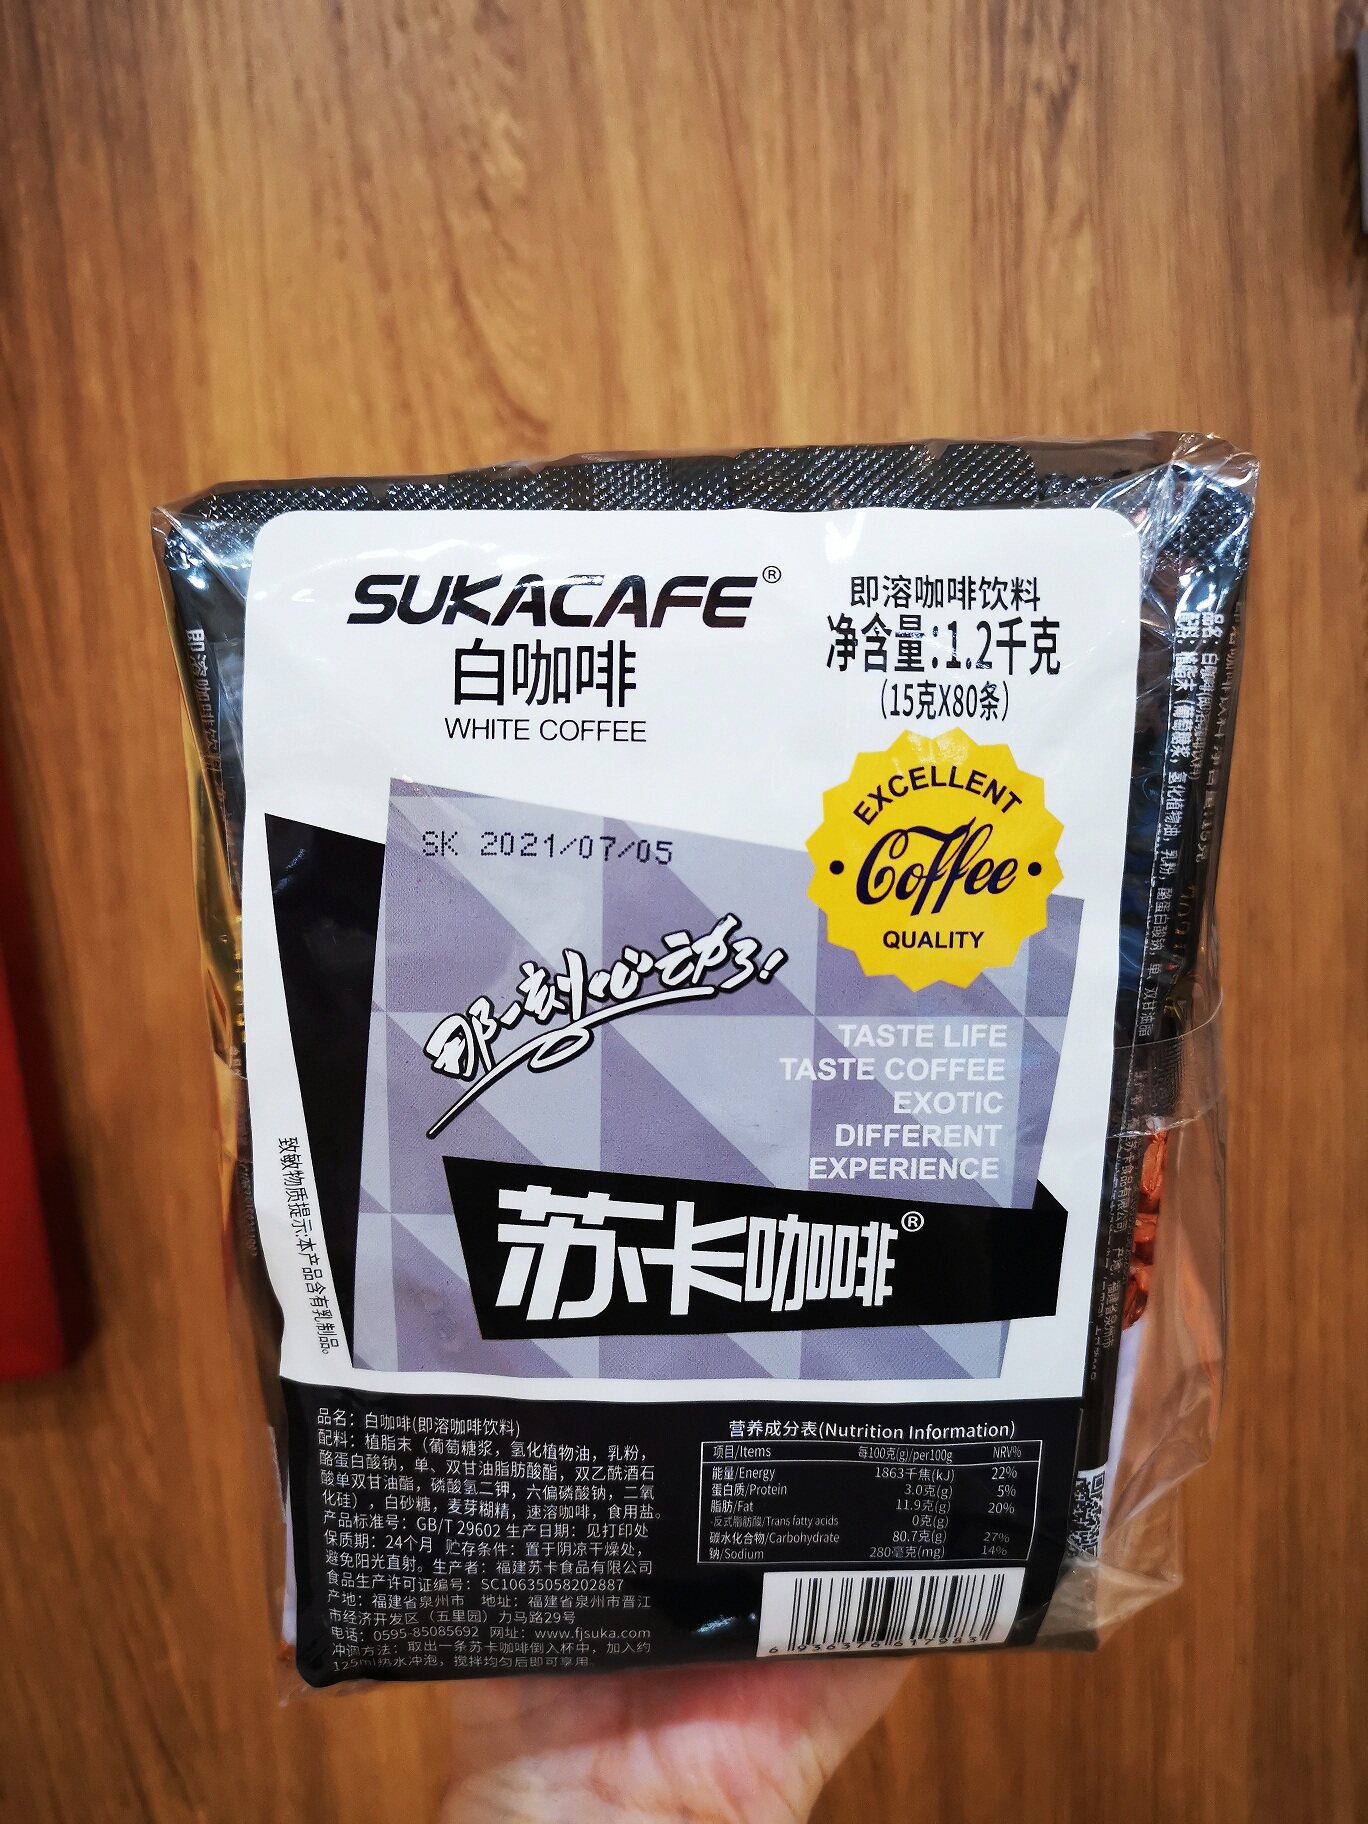 SUKACAFE®
白咖啡
WHITE COFFEE
即溶咖啡饮料
净含量:1.2千克
(15克X80条)
EXCELLENT
Coffee
QUALITY
SK 2021/07/05
那一刻心动了!
TASTE LIFE
TASTE COFFEE
EXOTIC
DIFFERENT
EXPERIENCE
苏卡咖啡®
致敏物质提示:本产品含有乳制品。
品名：白咖啡(即溶咖啡饮料)
配料：植脂末（葡萄糖浆，氢化植物油，乳粉，
酪蛋白酸钠，单、双甘油脂肪酸酯，双乙酰酒石
酸单双甘油酯，磷酸氢二钾，六偏磷酸钠，二氧
化硅），白砂糖，麦芽糊精，速溶咖啡，食用盐。
产品标准号：GB/T 29602 生产日期：见打印处
保质期：24个月 贮存条件：置于阴凉干燥处，
避免阳光直射。生产者：福建苏卡食品有限公司
食品生产许可证编号：SC10635058202887
产地：福建省泉州市 地址：福建省泉州市晋江
市经济开发区（五里园）力马路29号
电话：0595-85085692 网址：www.fjsuka.com
冲调方法：取出一条苏卡咖啡倒入杯中，加入约
125ml热水冲泡，搅拌均匀后即可享用。
营养成分表(Nutrition Information)
项目/Items 每100克(g)/per100g NRV%
能量/Energy 1863千焦(kJ) 22%
蛋白质/Protein 3.0克(g) 5%
脂肪/Fat 11.9克(g) 20%
-反式脂肪酸/Trans fatty acids 0克(g)
碳水化合物/Carbohydrate 80.7克(g) 27%
钠/Sodium 280毫克(mg) 14%
6 936376 617983
即溶咖啡饮料